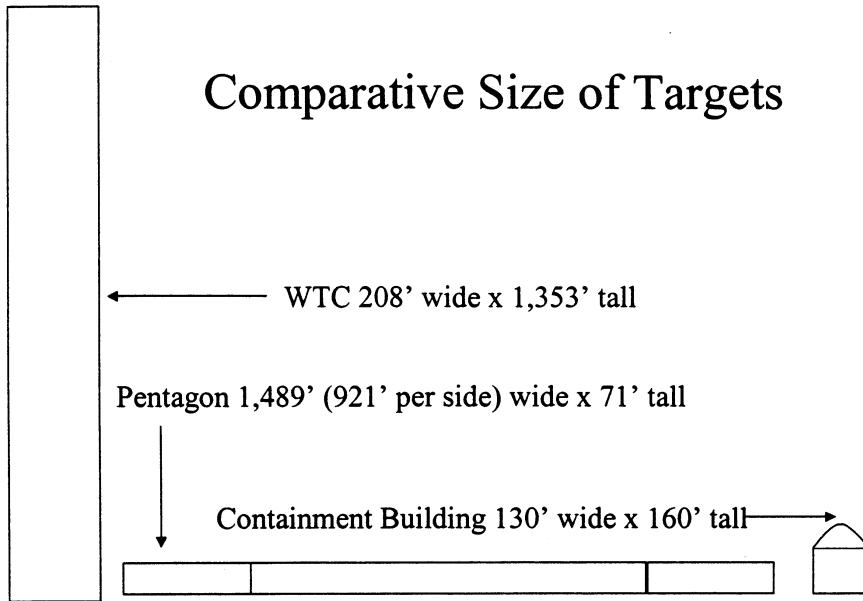 Comparative Size of Targets
WTC 208’ wide x 1,353’ tall
Pentagon 1,489’ (921’ per side) wide x 71’ tall
Containment Building 130’ wide x 160’ tall